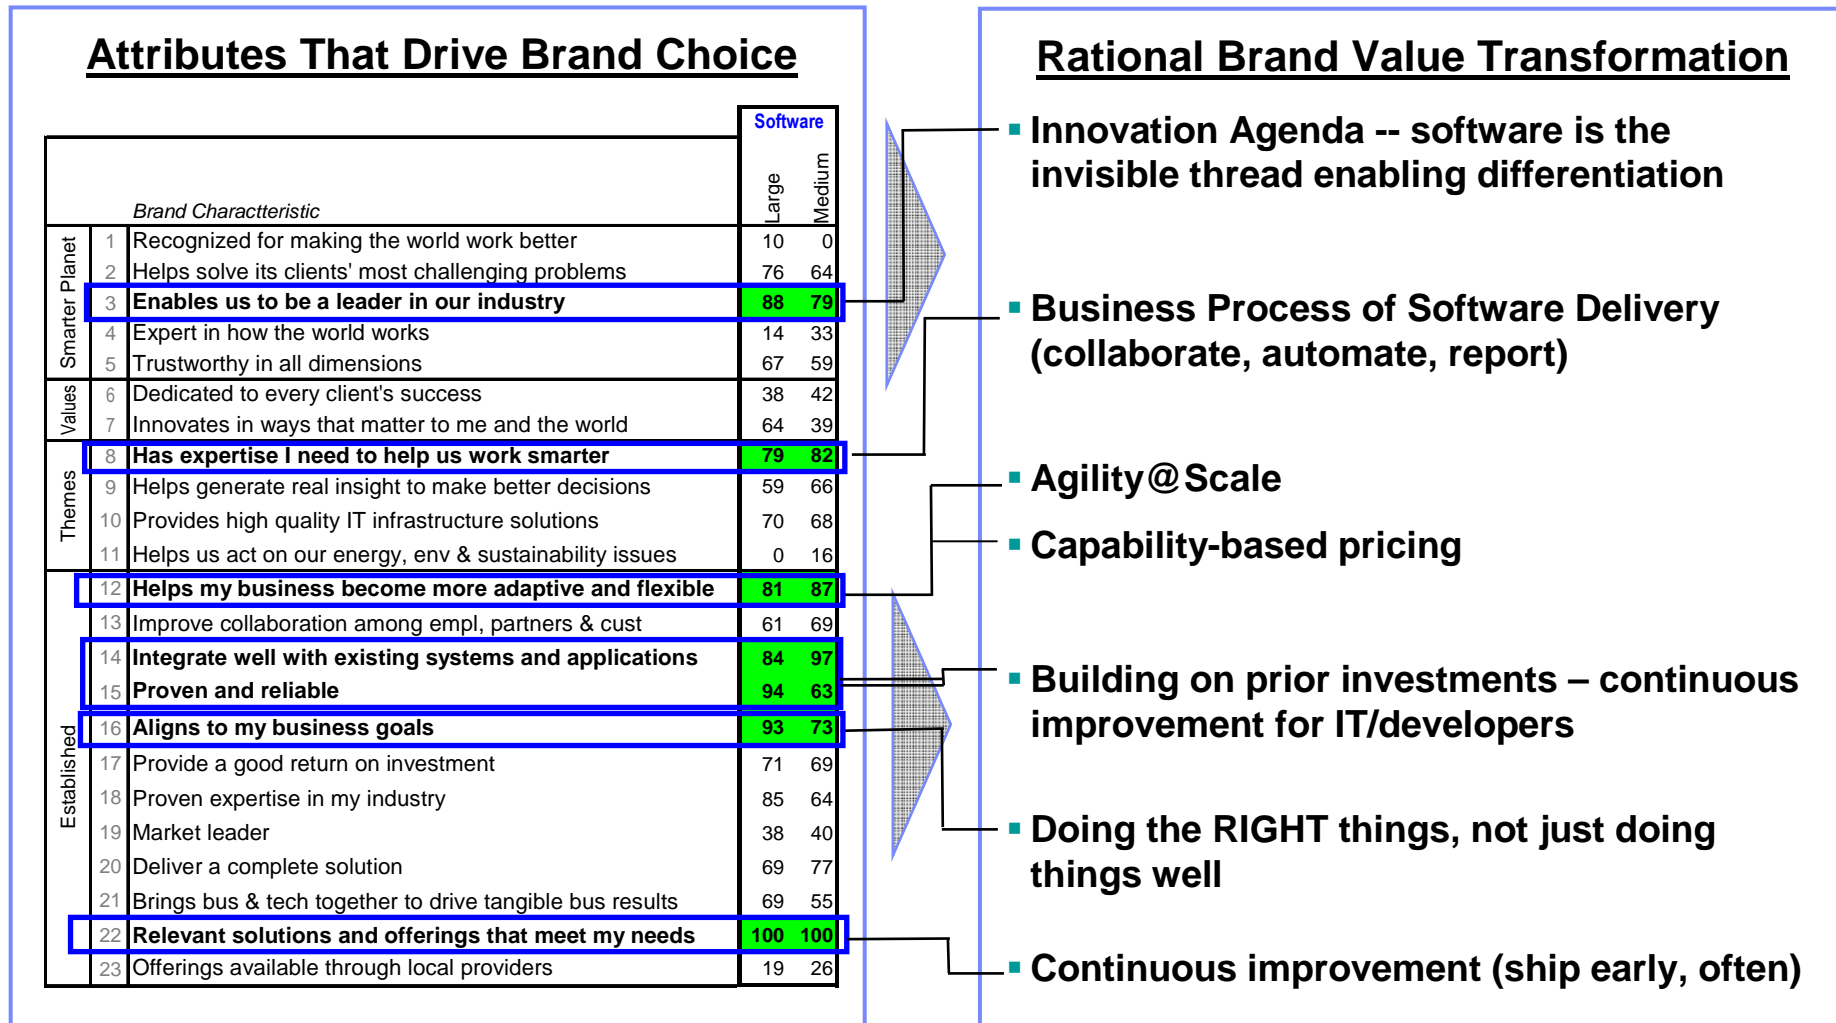 Attributes That Drive Brand Choice
Software
Large
Medium
Brand Charactteristic
Smarter Planet
1 Recognized for making the world work better 10 0
2 Helps solve its clients' most challenging problems 76 64
3 Enables us to be a leader in our industry 88 79
4 Expert in how the world works 14 33
5 Trustworthy in all dimensions 67 59
Values
6 Dedicated to every client's success 38 42
7 Innovates in ways that matter to me and the world 64 39
Themes
8 Has expertise I need to help us work smarter 79 82
9 Helps generate real insight to make better decisions 59 66
10 Provides high quality IT infrastructure solutions 70 68
11 Helps us act on our energy, env & sustainability issues 0 16
Established
12 Helps my business become more adaptive and flexible 81 87
13 Improve collaboration among empl, partners & cust 61 69
14 Integrate well with existing systems and applications 84 97
15 Proven and reliable 94 63
16 Aligns to my business goals 93 73
17 Provide a good return on investment 71 69
18 Proven expertise in my industry 85 64
19 Market leader 38 40
20 Deliver a complete solution 69 77
21 Brings bus & tech together to drive tangible bus results 69 55
22 Relevant solutions and offerings that meet my needs 100 100
23 Offerings available through local providers 19 26
Rational Brand Value Transformation
▪ Innovation Agenda -- software is the
invisible thread enabling differentiation
▪ Business Process of Software Delivery
(collaborate, automate, report)
▪ Agility@Scale
▪ Capability-based pricing
▪ Building on prior investments – continuous
improvement for IT/developers
▪ Doing the RIGHT things, not just doing
things well
▪ Continuous improvement (ship early, often)